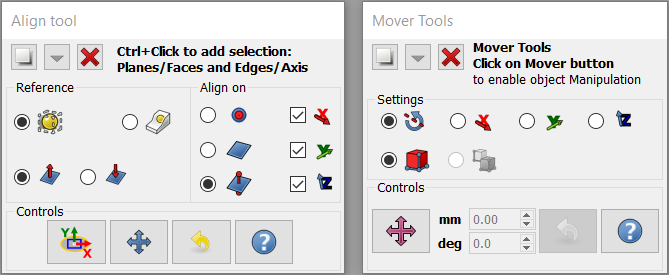 Align tool
Ctrl+Click to add selection:
Planes/Faces and Edges/Axis
Reference
Align on
X
Y
Z
Controls
Y
X
?
Mover Tools
Mover Tools
Click on Mover button
to enable object Manipulation
Settings
X
Y
Z
Controls
mm
0.00
deg
0.0
?